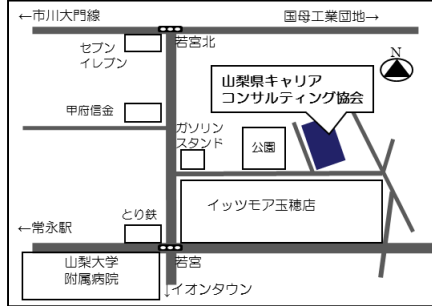 ←市川大門線
国母工業団地→
セブン
イレブン
若宮北
N
山梨県キャリア
コンサルティング協会
甲府信金
ガソリン
スタンド
公園
とり鉄
イッツモア玉穂店
←常永駅
山梨大学
附属病院
若宮
↓イオンタウン